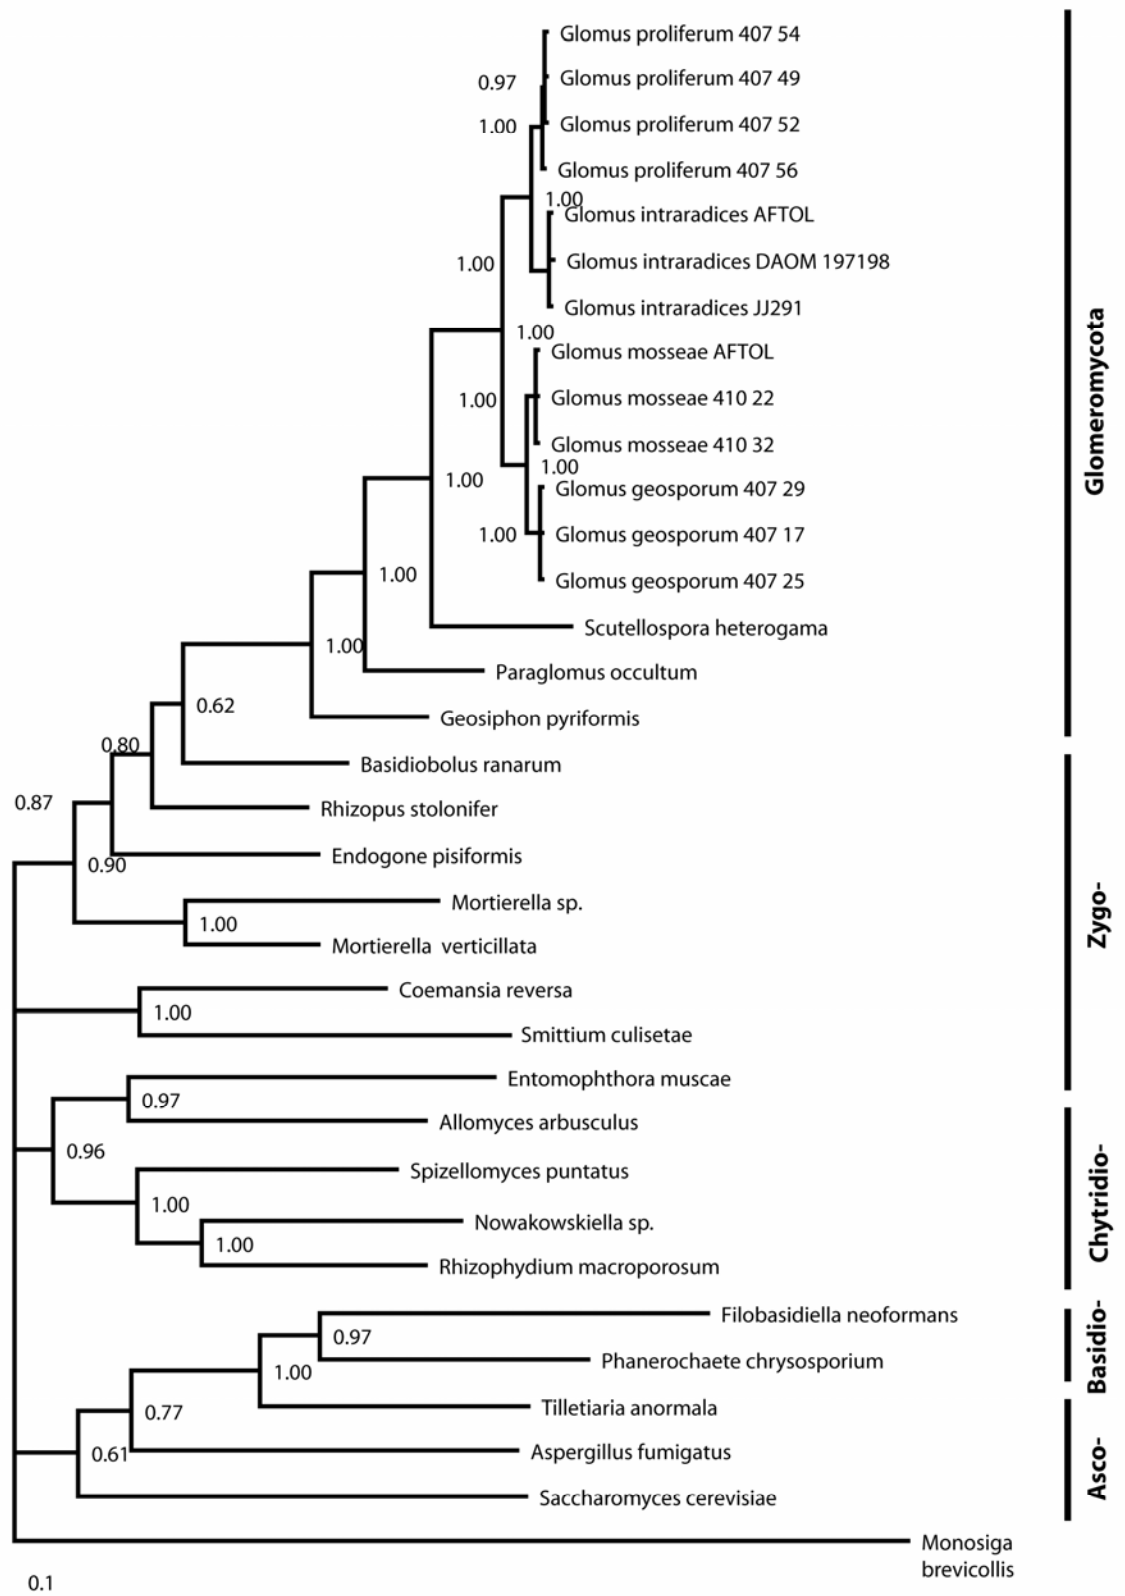 Glomus proliferum 407 54
0.97
Glomus proliferum 407 49
1.00
Glomus proliferum 407 52
Glomus proliferum 407 56
1.00
Glomus intraradices AFTOL
1.00
Glomus intraradices DAOM 197198
Glomus intraradices JJ291
1.00
Glomus mosseae AFTOL
1.00
Glomus mosseae 410 22
Glomus mosseae 410 32
1.00
1.00
Glomus geosporum 407 29
1.00
Glomus geosporum 407 17
1.00
Glomus geosporum 407 25
Scutellospora heterogama
1.00
Paraglomus occultum
0.62
Geosiphon pyriformis
0.80
Basidiobolus ranarum
0.87
Rhizopus stolonifer
0.90
Endogone pisiformis
Mortierella sp.
1.00
Mortierella verticillata
Coemansia reversa
1.00
Smittium culisetae
Entomophthora muscae
0.97
Allomyces arbusculus
0.96
Spizellomyces puntatus
1.00
Nowakowskiella sp.
1.00
Rhizophydium macroporosum
Filobasidiella neoformans
0.97
Phanerochaete chrysosporium
1.00
Tilletiaria anormala
0.77
Aspergillus fumigatus
0.61
Saccharomyces cerevisiae
Monosiga
brevicollis
0.1
Glomeromycota
Zygo-
Chytridio-
Basidio-
Asco-